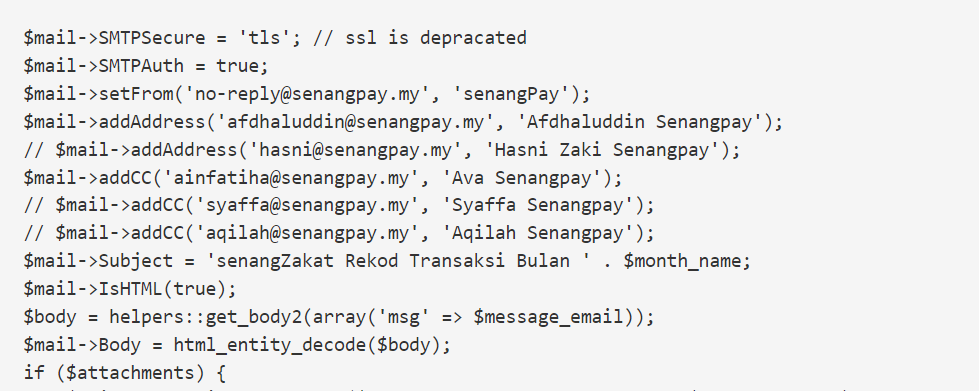 $mail->SMTPSecure = 'tls'; // ssl is depracated
$mail->SMTPAuth = true;
$mail->setFrom('no-reply@senangpay.my', 'senangPay');
$mail->addAddress('afdhaluddin@senangpay.my', 'Afdhaluddin Senangpay');
// $mail->addAddress('hasni@senangpay.my', 'Hasni Zaki Senangpay');
$mail->addCC('ainfatiha@senangpay.my', 'Ava Senangpay');
// $mail->addCC('syaffa@senangpay.my', 'Syaffa Senangpay');
// $mail->addCC('aqilah@senangpay.my', 'Aqilah Senangpay');
$mail->Subject = 'senangZakat Rekod Transaksi Bulan ' . $month_name;
$mail->IsHTML(true);
$body = helpers::get_body2(array('msg' => $message_email));
$mail->Body = html_entity_decode($body);
if ($attachments) {